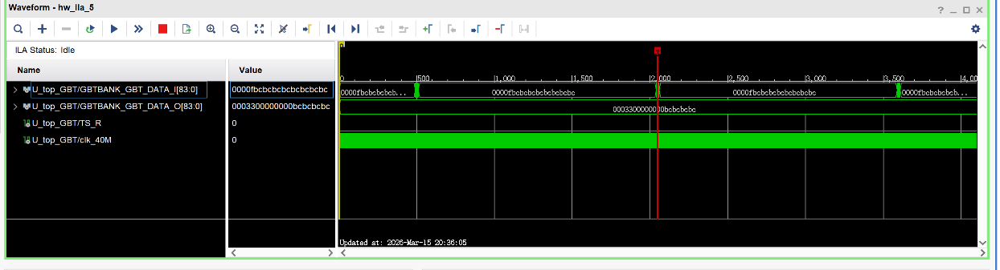 Waveform - hw_ila_5
ILA Status: Idle
Name Value
U_top_GBT/GBTBANK_GBT_DATA_I[83:0] 0000fbcbcbcbcbcbcbcbc
U_top_GBT/GBTBANK_GBT_DATA_O[83:0] 0003300000000bcbcbcbc
U_top_GBT/TS_R 0
U_top_GBT/clk_40M 0
0 500 1,000 1,500 2,000 2,500 3,000 3,500 4,00
0000fbcbcbcbcb... 0000fbcbcbcbcbcbcbcbc 0000fbcbcbcbcbcbcbcbc 0000fbcbcbcbcb...
0003300000000bcbcbcbc
Updated at: 2026-Mar-15 20:36:05